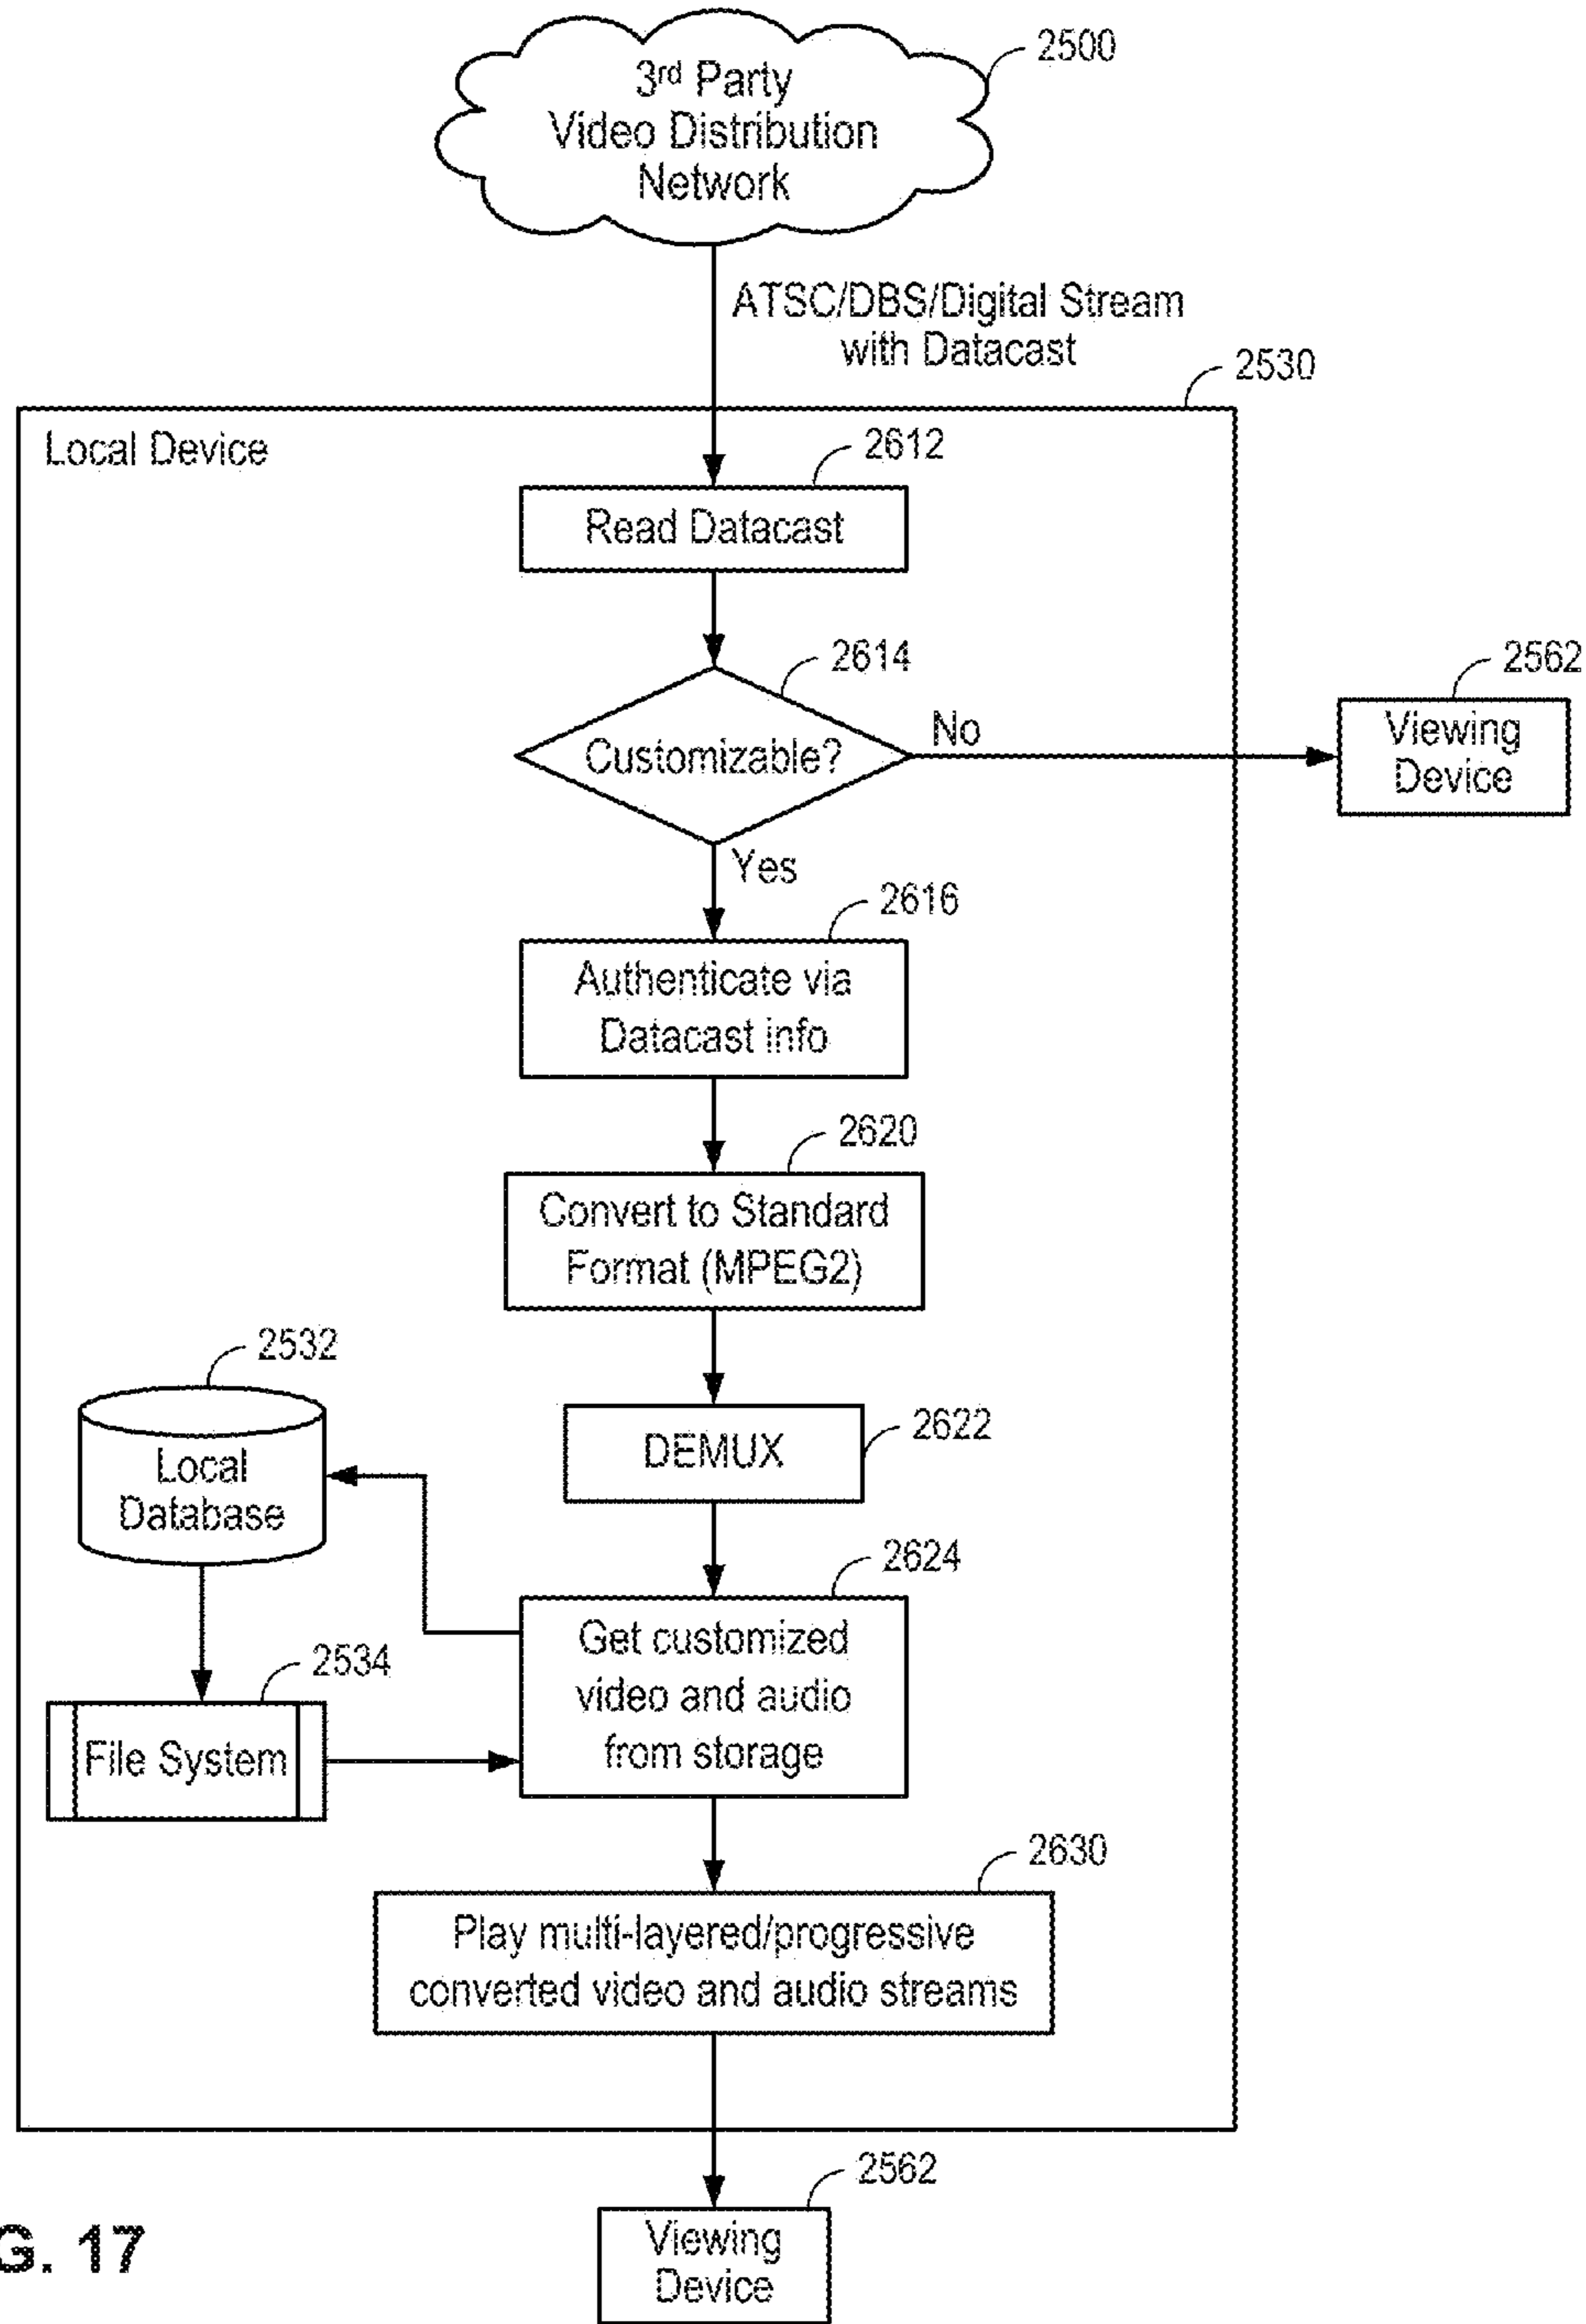 2500
3rd Party
Video Distribution
Network
ATSC/DBS/Digital Stream
with Datacast
2530
Local Device
2612
Read Datacast
2614
Customizable?
No
2562
Viewing
Device
Yes
2616
Authenticate via
Datacast info
2620
Convert to Standard
Format (MPEG2)
2532
Local
Database
2622
DEMUX
2624
Get customized
video and audio
from storage
2534
File System
2630
Play multi-layered/progressive
converted video and audio streams
2562
Viewing
Device
G. 17